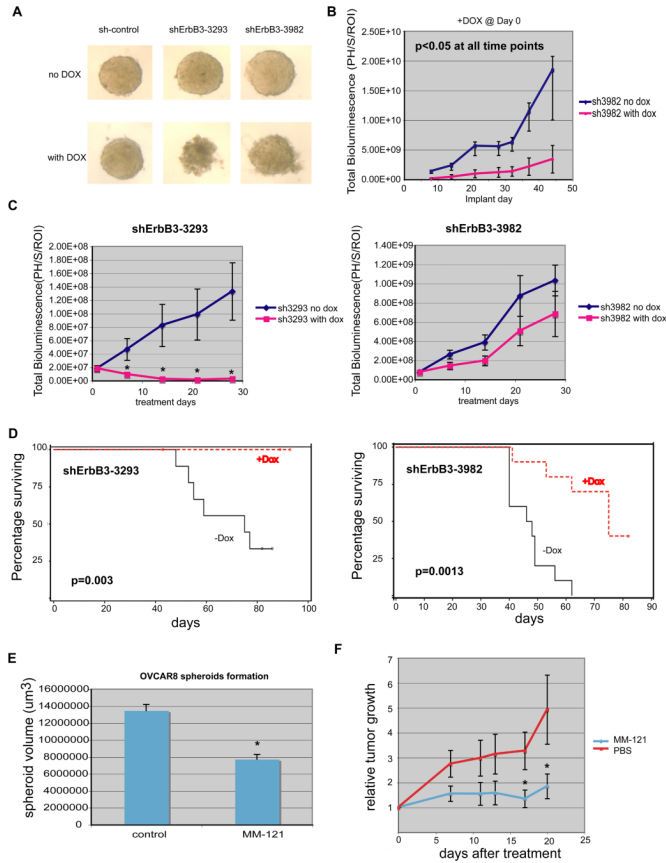 A
sh-control
shErbB3-3293
shErbB3-3982
no DOX
with DOX
B
+DOX @ Day 0
Total Bioluminescence (PH/S/ROI)
2.50E+10
2.00E+10
1.50E+10
1.00E+10
5.00E+09
0.00E+00
p<0.05 at all time points
0 10 20 30 40 50
Implant day
sh3982 no dox
sh3982 with dox
C
shErbB3-3293
Total Bioluminescence(PH/S/ROI)
2.00E+08
1.80E+08
1.60E+08
1.40E+08
1.20E+08
1.00E+08
8.00E+07
6.00E+07
4.00E+07
2.00E+07
0.00E+00
* * * *
0 10 20 30
treatment days
sh3293 no dox
sh3293 with dox
shErbB3-3982
Total Bioluminescence(PH/S/ROI)
1.40E+09
1.20E+09
1.00E+09
8.00E+08
6.00E+08
4.00E+08
2.00E+08
0.00E+00
0 10 20 30
treatment days
sh3982 no dox
sh3982 with dox
D
Percentage surviving
100
75
50
25
shErbB3-3293
+Dox
-Dox
p=0.003
0 20 40 60 80 100
days
Percentage surviving
100
75
50
25
shErbB3-3982
+Dox
-Dox
p=0.0013
0 10 20 30 40 50 60 70 80 90
days
E
OVCAR8 spheroids formation
spheroid volume (um3)
16000000
14000000
12000000
10000000
8000000
6000000
4000000
2000000
0
*
control
MM-121
F
relative tumor growth
7
6
5
4
3
2
1
0
* *
0 5 10 15 20 25
days after treatment
MM-121
PBS